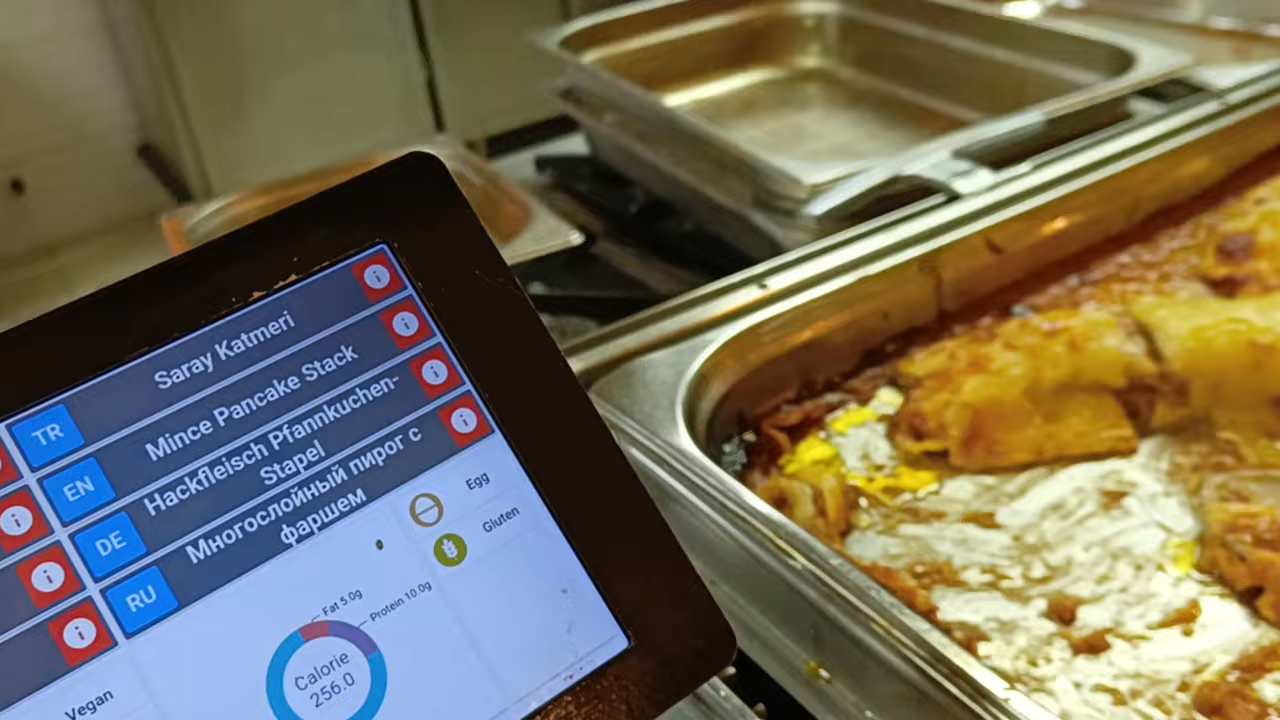 TR
Saray Katmeri
EN
Mince Pancake Stack
DE
Hackfleisch Pfannkuchen-
Stapel
RU
Многослойный пирог с
фаршем
Egg
Gluten
Fat 5.0g
Protein 10.0g
Calorie
256.0
Vegan